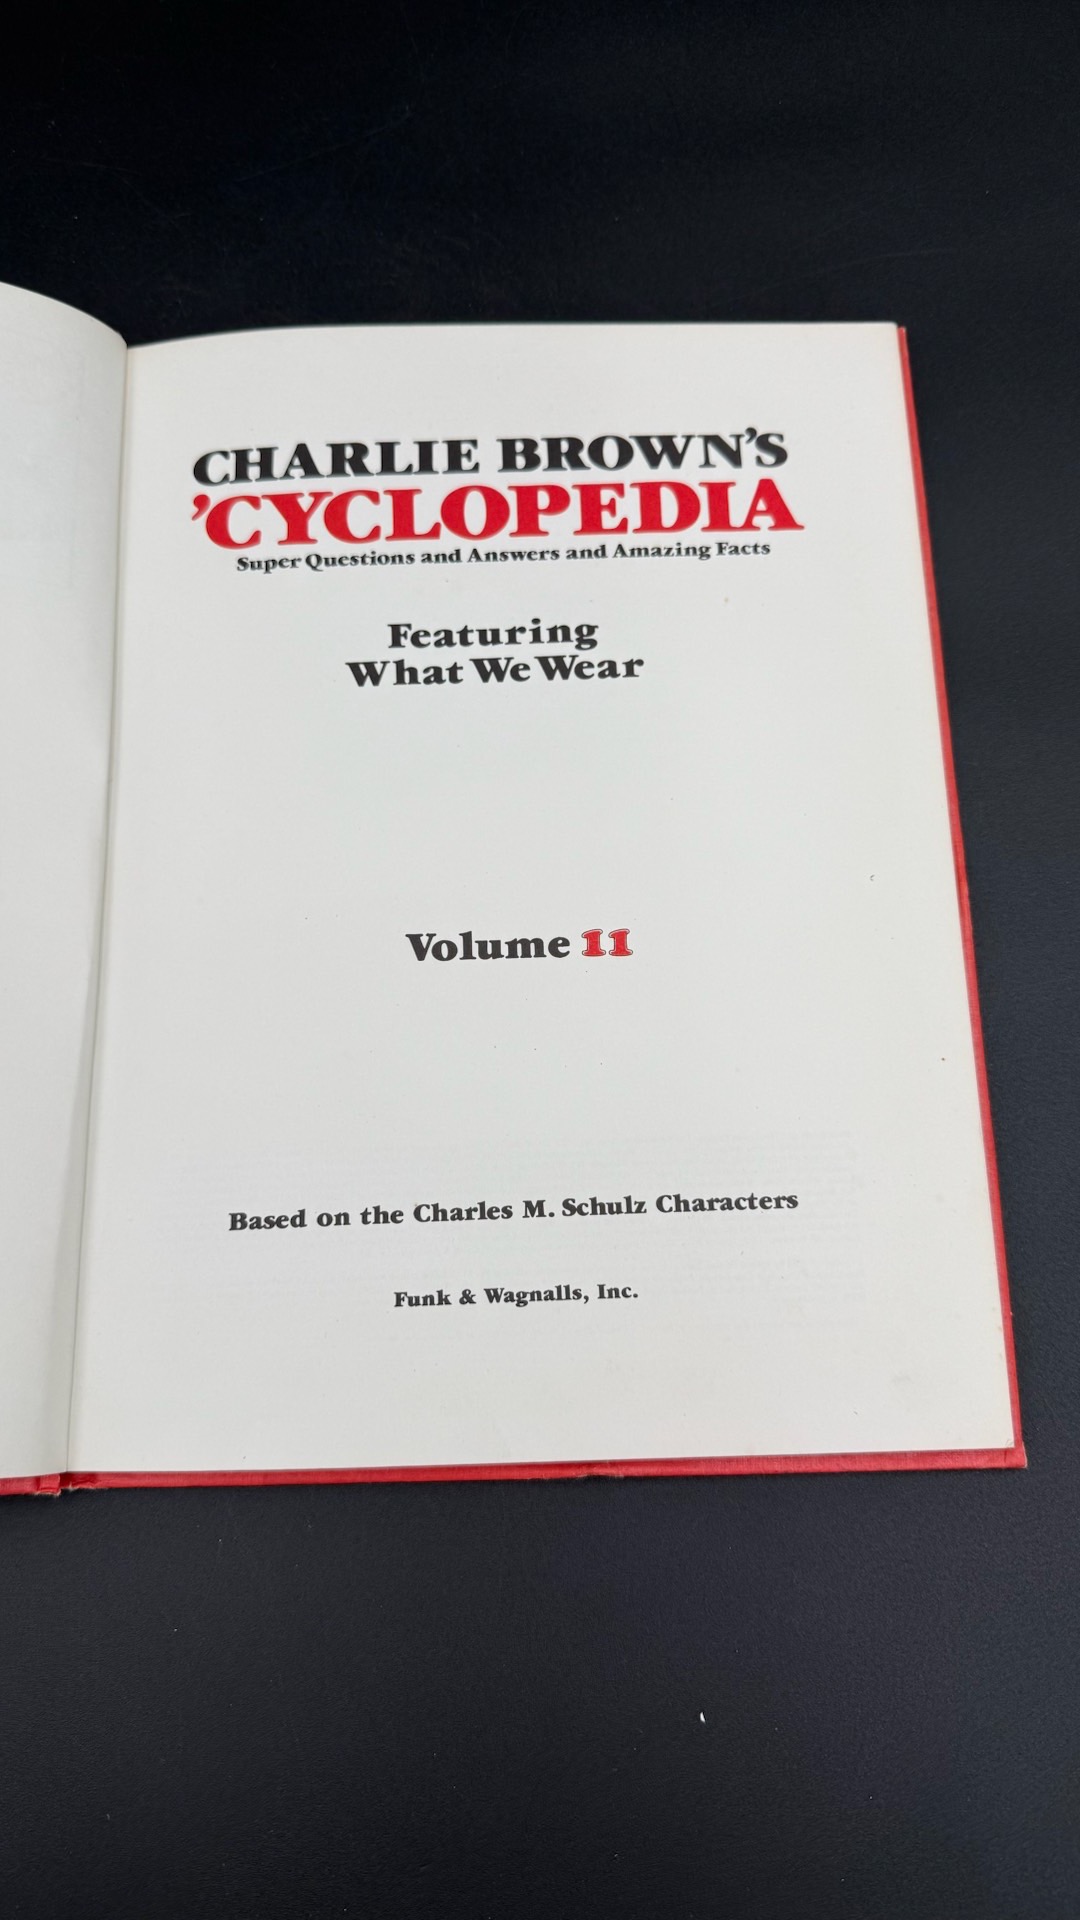 CHARLIE BROWN'S
'CYCLOPEDIA
Super Questions and Answers and Amazing Facts
Featuring
What We Wear
Volume 11
Based on the Charles M. Schulz Characters
Funk & Wagnalls, Inc.